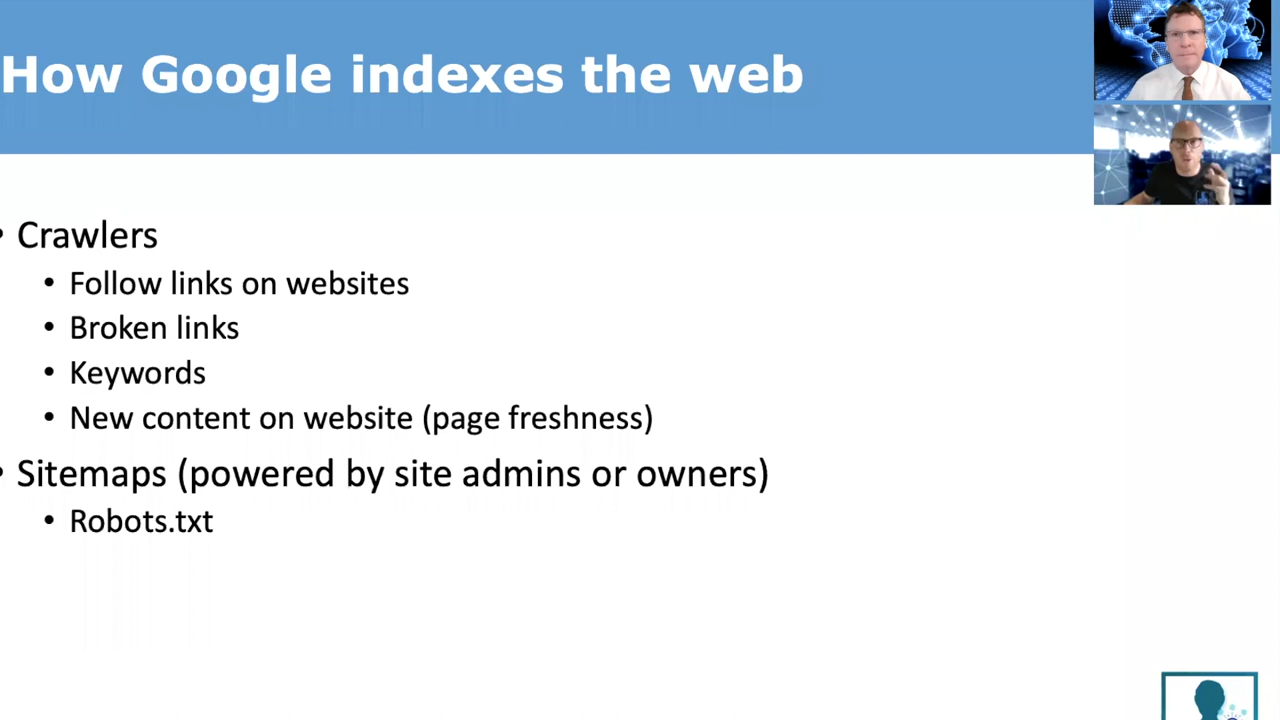 How Google indexes the web
• Crawlers
• Follow links on websites
• Broken links
• Keywords
• New content on website (page freshness)
• Sitemaps (powered by site admins or owners)
• Robots.txt